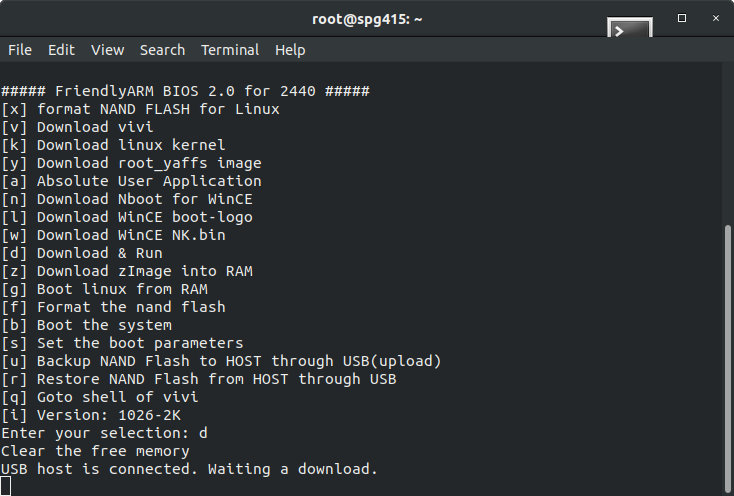 root@spg415: ~
File Edit View Search Terminal Help
##### FriendlyARM BIOS 2.0 for 2440 #####
[x] format NAND FLASH for Linux
[v] Download vivi
[k] Download linux kernel
[y] Download root_yaffs image
[a] Absolute User Application
[n] Download Nboot for WinCE
[l] Download WinCE boot-logo
[w] Download WinCE NK.bin
[d] Download & Run
[z] Download zImage into RAM
[g] Boot linux from RAM
[f] Format the nand flash
[b] Boot the system
[s] Set the boot parameters
[u] Backup NAND Flash to HOST through USB(upload)
[r] Restore NAND Flash from HOST through USB
[q] Goto shell of vivi
[i] Version: 1026-2K
Enter your selection: d
Clear the free memory
USB host is connected. Waiting a download.